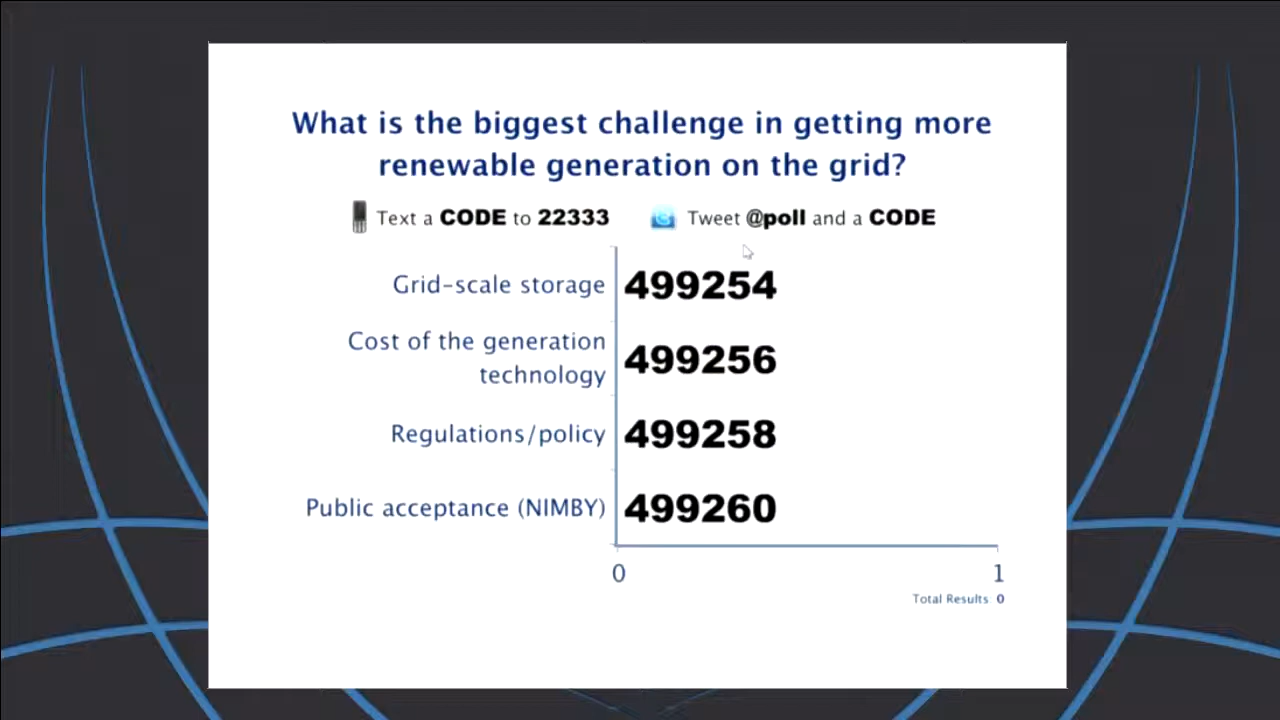 What is the biggest challenge in getting more
renewable generation on the grid?
Text a CODE to 22333
Tweet @poll and a CODE
Grid-scale storage 499254
Cost of the generation
technology 499256
Regulations/policy 499258
Public acceptance (NIMBY) 499260
0 1
Total Results 0